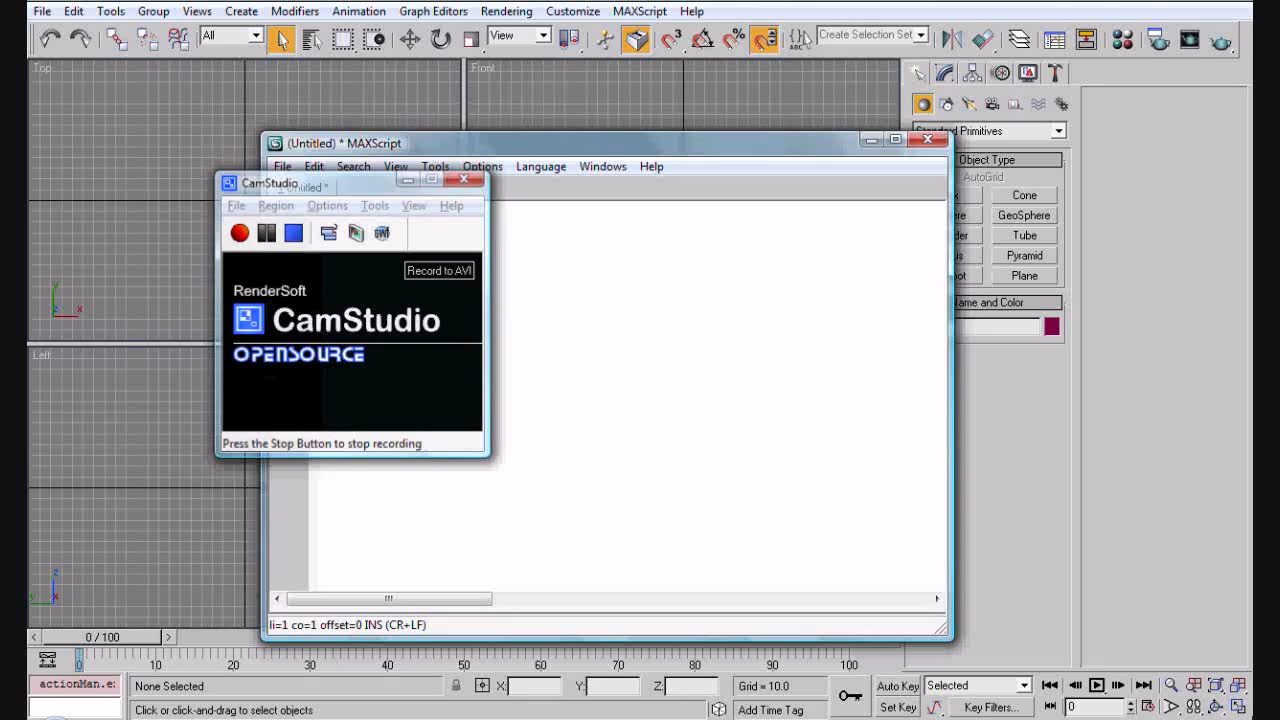 File Edit Tools Group Views Create Modifiers Animation Graph Editors Rendering Customize MAXScript Help
All View Create Selection Set
Top Front
(Untitled) * MAXScript
File Edit Search View Tools Options Language Windows Help
CamStudio
File Region Options Tools View Help
Record to AVI
RenderSoft
CamStudio
OPENSOURCE
Press the Stop Button to stop recording
li=1 co=1 offset=0 INS (CR+LF)
Standard Primitives
Object Type
AutoGrid
Cone
GeoSphere
Tube
Pyramid
Plane
Name and Color
Left
0 / 100
0 10 20 30 40 50 60 70 80 90 100
actionMan.e: None Selected X: Y: Z: Grid = 10.0 Auto Key Selected
Click or click-and-drag to select objects Add Time Tag Set Key Key Filters... 0